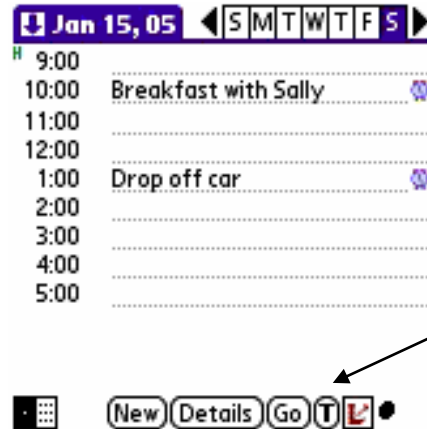 Jan 15, 05 S M T W T F S
H 9:00
10:00 Breakfast with Sally
11:00
12:00
1:00 Drop off car
2:00
3:00
4:00
5:00
New Details Go T